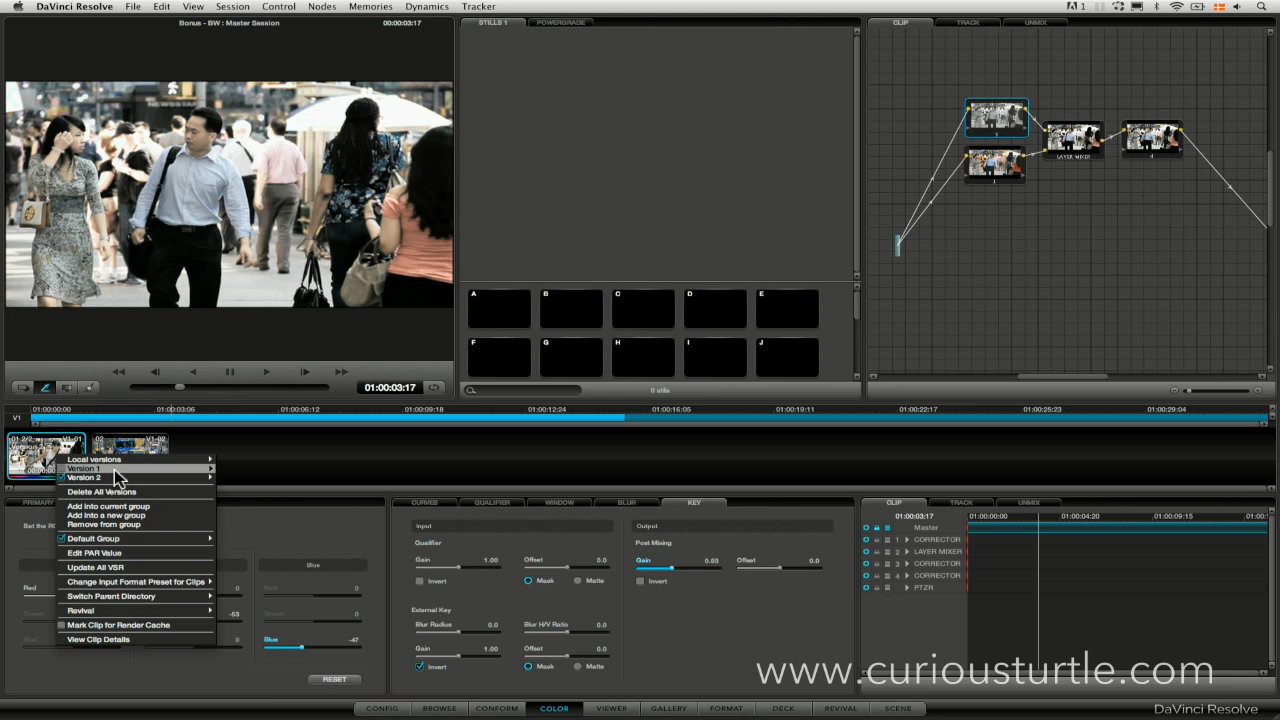 DaVinci Resolve File Edit View Session Control Nodes Memories Dynamics Tracker
Bonus - BW : Master Session 00:00:03:17
STILLS 1 POWERGRADE
CLIP TRACK UNMIX
A B C D E
F G H I J
LAYER MIXER
01:00:03:17
0 stills
V1
01:00:00:00 01:00:03:06 01:00:06:12 01:00:09:18 01:00:12:24 01:00:16:05 01:00:19:11 01:00:22:17 01:00:25:23 01:00:29:04
V1-01
02 V1-02
Local versions
Version 1
Version 2
Delete All Versions
Add into current group
Add into a new group
Remove from group
Default Group
Edit PAR Value
Update All VSR
Change Input Format Preset for Clips
Switch Parent Directory
Revival
Mark Clip for Render Cache
View Clip Details
PRIMARY
Red
Blue
0
-53
0
0
0
Blue -47
RESET
CURVES QUALIFIER WINDOW BLUR KEY
Input
Qualifier
Gain 1.00 Offset 0.0
Invert Mask Matte
External Key
Blur Radius 0.0 Blur H/V Ratio 0.0
Gain 1.00 Offset 0.0
Invert Mask Matte
Output
Post Mixing
Gain 0.83 Offset 0.0
Invert
CLIP TRACK UNMIX
01:00:03:17 01:00:00:00 01:00:04:20 01:00:09:15
Master
1 CORRECTOR
2 LAYER MIXER
3 CORRECTOR
4 CORRECTOR
PTZR
www.curiousturtle.com
CONFIG BROWSE CONFORM COLOR VIEWER GALLERY FORMAT DECK REVIVAL SCENE
DaVinci Resolve